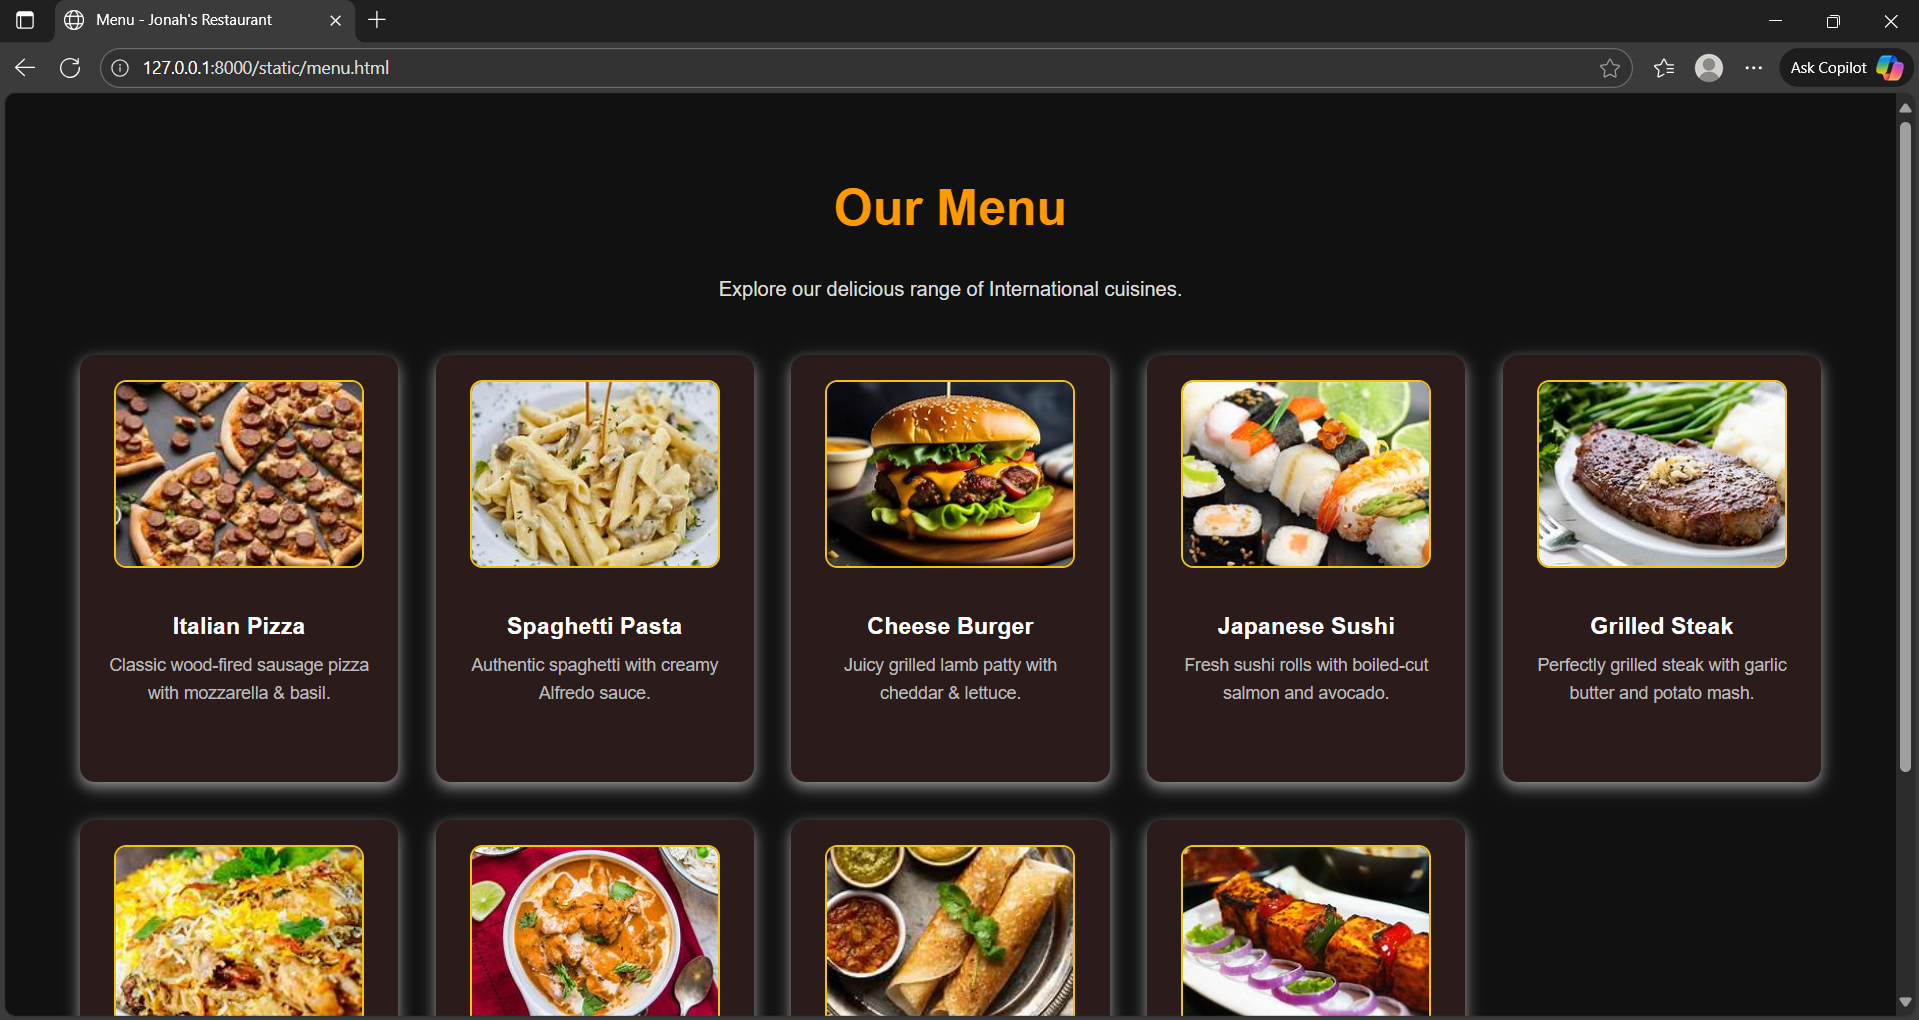 Menu - Jonah's Restaurant
127.0.0.1:8000/static/menu.html
Ask Copilot
Our Menu
Explore our delicious range of International cuisines.
Italian Pizza
Classic wood-fired sausage pizza
with mozzarella & basil.
Spaghetti Pasta
Authentic spaghetti with creamy
Alfredo sauce.
Cheese Burger
Juicy grilled lamb patty with
cheddar & lettuce.
Japanese Sushi
Fresh sushi rolls with boiled-cut
salmon and avocado.
Grilled Steak
Perfectly grilled steak with garlic
butter and potato mash.